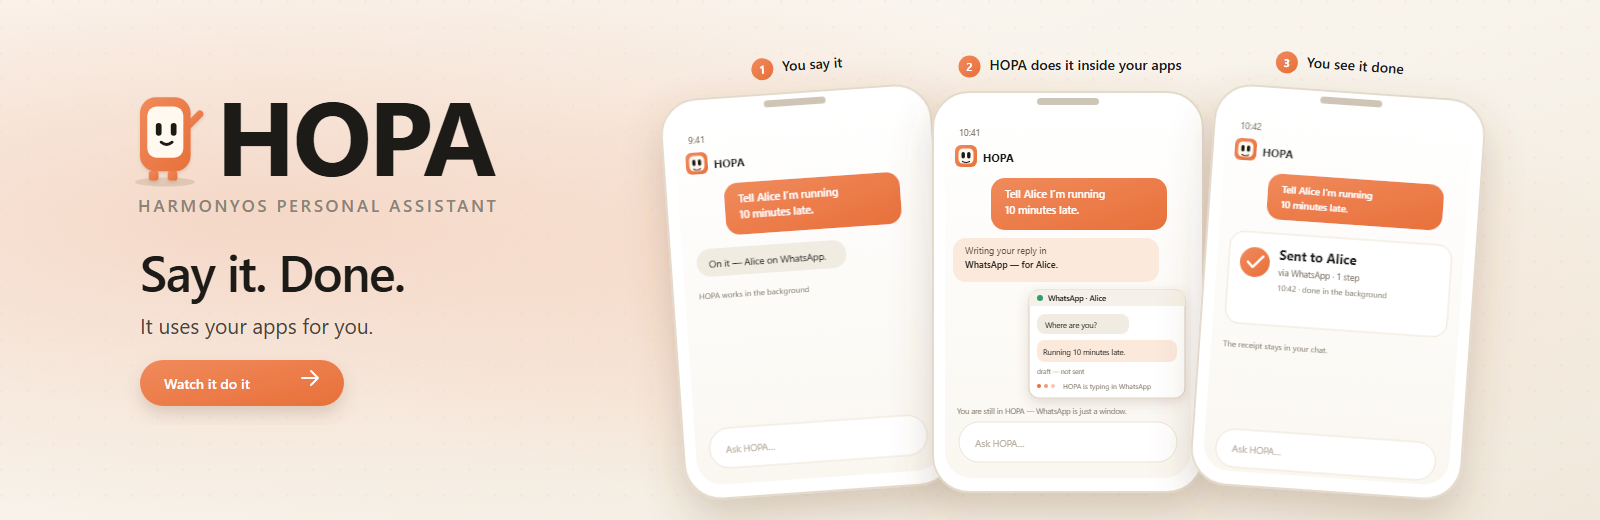 HOPA
HARMONYOS PERSONAL ASSISTANT
Say it. Done.
It uses your apps for you.
Watch it do it
1 You say it
9:41
HOPA
Tell Alice I'm running
10 minutes late.
On it — Alice on WhatsApp.
HOPA works in the background
Ask HOPA...
2 HOPA does it inside your apps
10:41
HOPA
Tell Alice I'm running
10 minutes late.
Writing your reply in
WhatsApp — for Alice.
WhatsApp · Alice
Where are you?
Running 10 minutes late.
draft — not sent
HOPA is typing in WhatsApp
You are still in HOPA — WhatsApp is just a window.
Ask HOPA...
3 You see it done
10:42
HOPA
Tell Alice I'm running
10 minutes late.
Sent to Alice
via WhatsApp · 1 step
10:42 · done in the background
The receipt stays in your chat.
Ask HOPA...